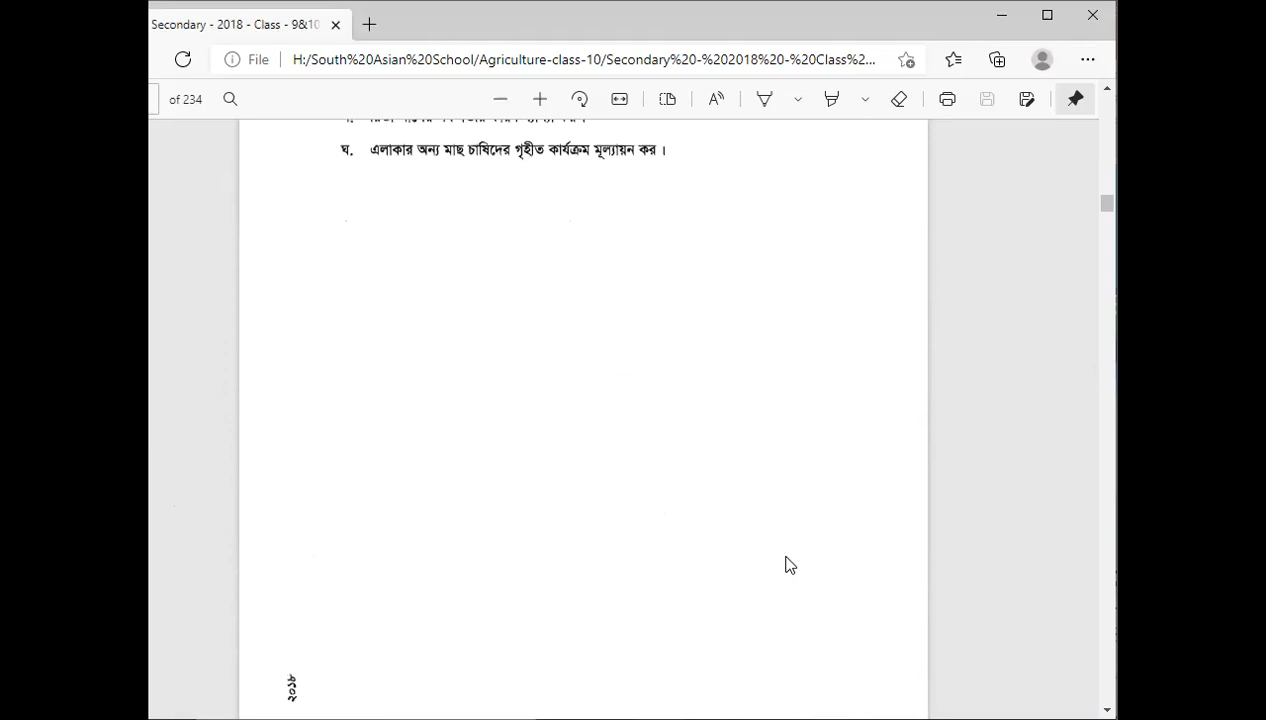 Secondary - 2018 - Class - 9&10
File H:/South%20Asian%20School/Agriculture-class-10/Secondary%20-%202018%20-%20Class%2...
of 234
ঘ. এলাকার অন্য মাছ চাষিদের গৃহীত কার্যক্রম মূল্যায়ন কর ।
২০১৮